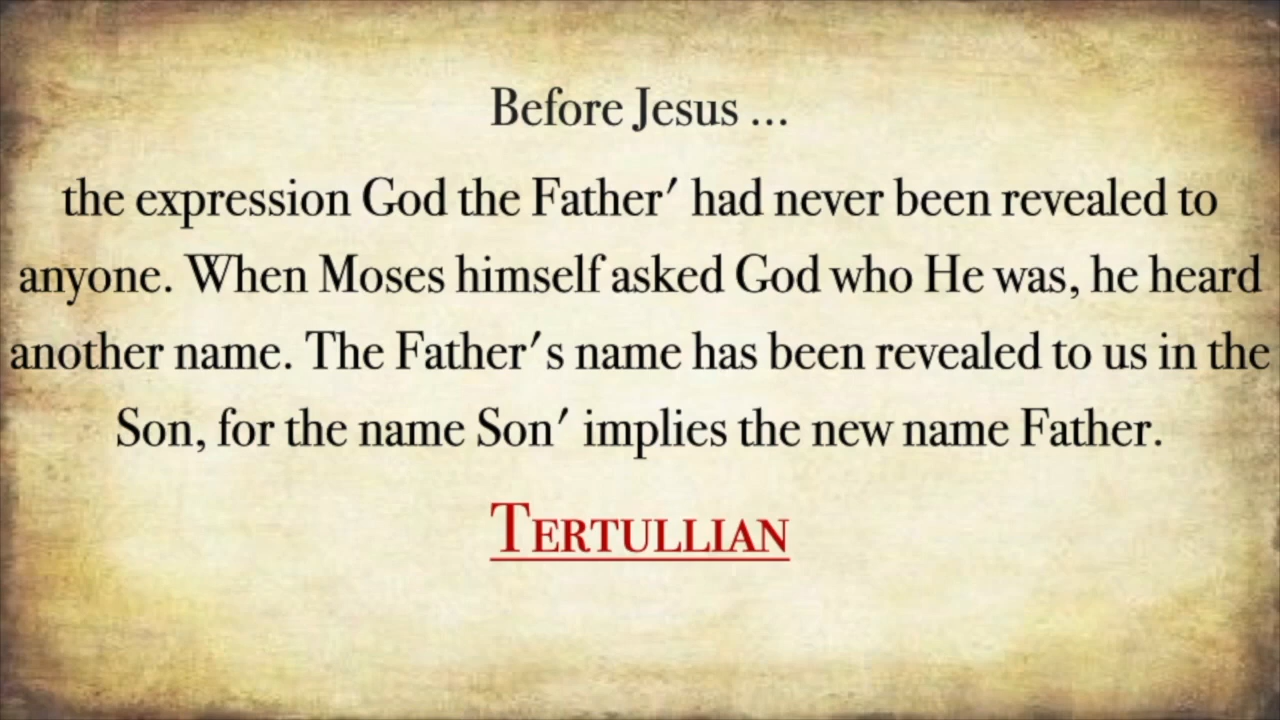 Before Jesus ...
the expression God the Father′ had never been revealed to
anyone. When Moses himself asked God who He was, he heard
another name. The Father′s name has been revealed to us in the
Son, for the name Son′ implies the new name Father.
TERTULLIAN